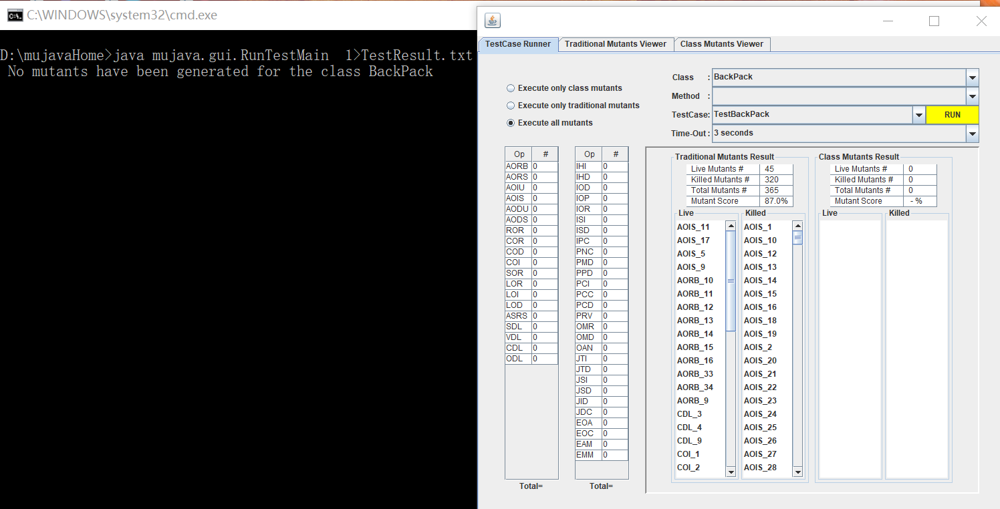 C:\WINDOWS\system32\cmd.exe
D:\mujavaHome>java mujava.gui.RunTestMain  1>TestResult.txt
No mutants have been generated for the class BackPack
TestCase Runner Traditional Mutants Viewer Class Mutants Viewer
Execute only class mutants
Execute only traditional mutants
Execute all mutants
Class : BackPack
Method :
TestCase: TestBackPack RUN
Time-Out : 3 seconds
Op #
AORB 0
AORS 0
AOIU 0
AOIS 0
AODU 0
AODS 0
ROR 0
COR 0
COD 0
COI 0
SOR 0
LOR 0
LOI 0
LOD 0
ASRS 0
SDL 0
VDL 0
CDL 0
ODL 0
Total=
Op #
IHI 0
IHD 0
IOD 0
IOP 0
IOR 0
ISI 0
ISD 0
IPC 0
PNC 0
PMD 0
PPD 0
PCI 0
PCC 0
PCD 0
PRV 0
OMR 0
OMD 0
OAN 0
JTI 0
JTD 0
JSI 0
JSD 0
JID 0
JDC 0
EOA 0
EOC 0
EAM 0
EMM 0
Total=
Traditional Mutants Result
Live Mutants # 45
Killed Mutants # 320
Total Mutants # 365
Mutant Score 87.0%
Live
AOIS_11
AOIS_17
AOIS_5
AOIS_9
AORB_10
AORB_11
AORB_12
AORB_13
AORB_14
AORB_15
AORB_16
AORB_33
AORB_34
AORB_9
CDL_3
CDL_4
CDL_9
COI_1
COI_2
Killed
AOIS_1
AOIS_10
AOIS_12
AOIS_13
AOIS_14
AOIS_15
AOIS_16
AOIS_18
AOIS_19
AOIS_2
AOIS_20
AOIS_21
AOIS_22
AOIS_23
AOIS_24
AOIS_25
AOIS_26
AOIS_27
AOIS_28
Class Mutants Result
Live Mutants # 0
Killed Mutants # 0
Total Mutants # 0
Mutant Score - %
Live
Killed